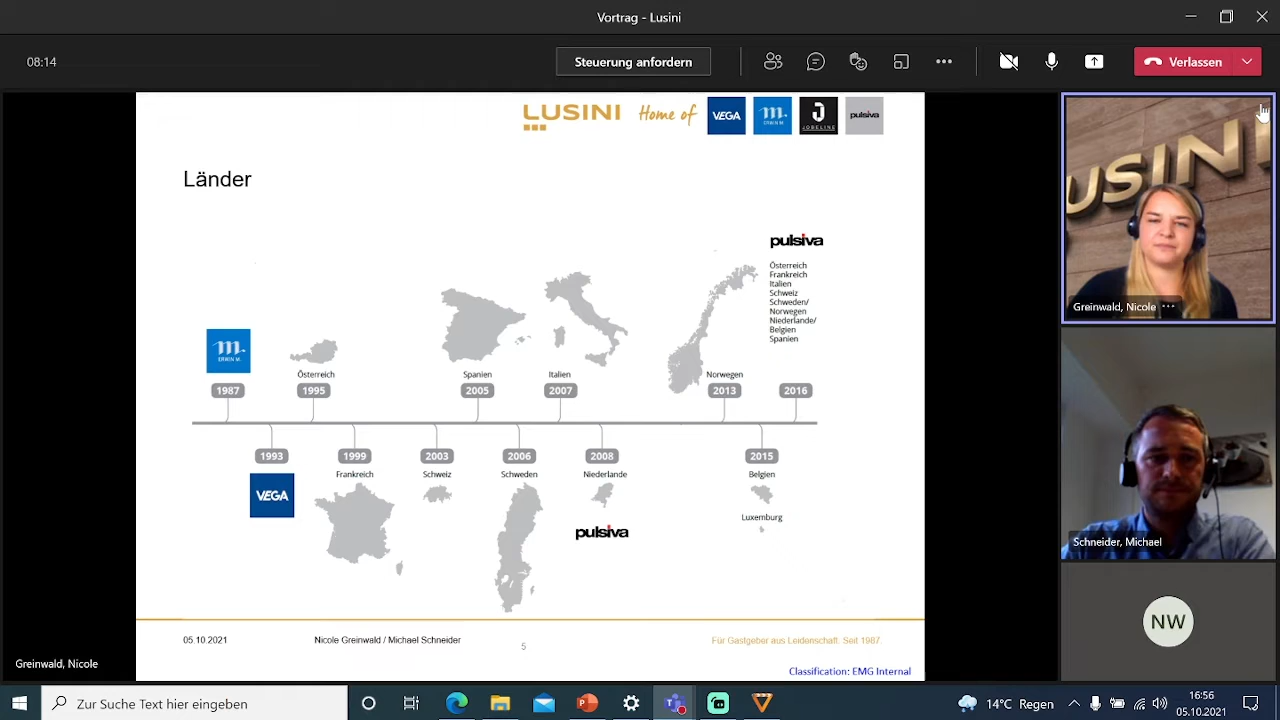 Vortrag - Lusini
08:14
Steuerung anfordern
Verlassen
LUSINI Home of VEGA m. ERWIN M. J JOBELINE pulsiva
Länder
USINI
pulsiva
Österreich
Frankreich
Italien
Schweiz
Schweden/
Norwegen
Niederlande/
Belgien
Spanien
m.
ERWIN M.
Österreich
Spanien
Italien
Norwegen
1987
1995
2005
2007
2013
2016
1993
1999
2003
2006
2008
2015
VEGA
Frankreich
Schweiz
Schweden
Niederlande
Belgien
pulsiva
Luxemburg
05.10.2021
Nicole Greinwald / Michael Schneider
5
Für Gastgeber aus Leidenschaft. Seit 1987.
Classification: EMG Internal
Greinwald, Nicole
Greinwald, Nicole ···
Schneider, Michael
NW
Zur Suche Text hier eingeben
14°C Regen
16:56
05.10.2021